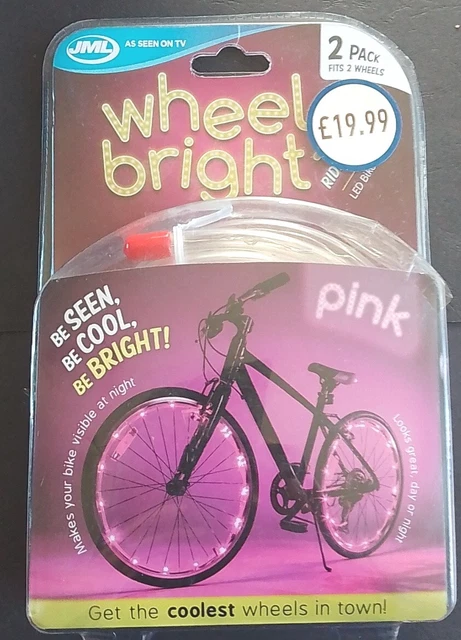 JML
AS SEEN ON TV
2 PACK
FITS 2 WHEELS
wheel
bright
£19.99
LED
pink
BE SEEN,
BE COOL,
BE BRIGHT!
Makes your bike visible at night
Looks great, day or night
Get the coolest wheels in town!